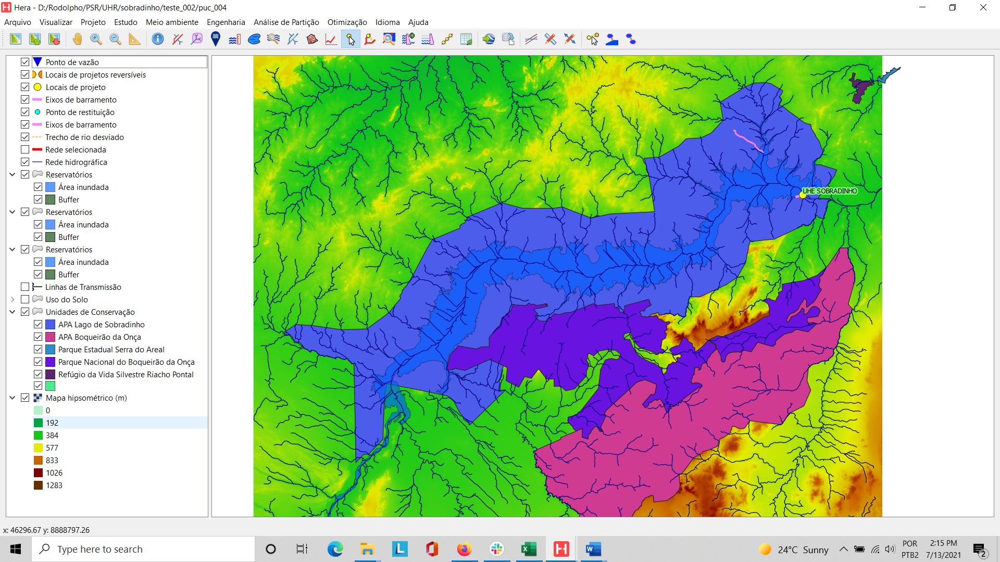 Hera - D:/Rodolpho/PSR/UHR/sobradinho/teste_002/puc_004
Arquivo Visualizar Projeto Estudo Meio ambiente Engenharia Análise de Partição Otimização Idioma Ajuda
Ponto de vazão
Locais de projetos reversíveis
Locais de projeto
Eixos de barramento
Ponto de restituição
Eixos de barramento
Trecho de rio desviado
Rede selecionada
Rede hidrográfica
Reservatórios
Área inundada
Buffer
Reservatórios
Área inundada
Buffer
Reservatórios
Área inundada
Buffer
Linhas de Transmissão
Uso do Solo
Unidades de Conservação
APA Lago de Sobradinho
APA Boqueirão da Onça
Parque Estadual Serra do Areal
Parque Nacional do Boqueirão da Onça
Refúgio da Vida Silvestre Riacho Pontal
Mapa hipsométrico (m)
0
192
384
577
833
1026
1283
UHE SOBRADINHO
x: 46296.67 y: 8888797.26
Type here to search
24°C Sunny
POR
PTB2
2:15 PM
7/13/2021
2